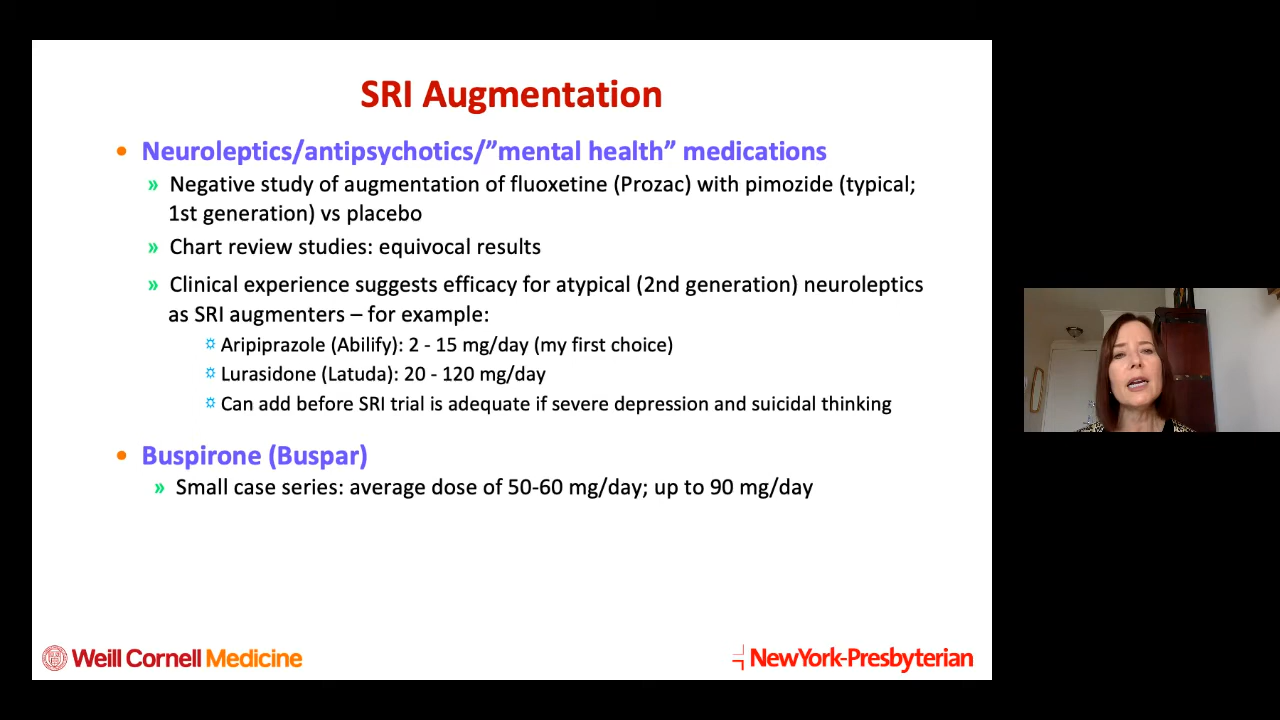 SRI Augmentation
• Neuroleptics/antipsychotics/”mental health” medications
» Negative study of augmentation of fluoxetine (Prozac) with pimozide (typical;
1st generation) vs placebo
» Chart review studies: equivocal results
» Clinical experience suggests efficacy for atypical (2nd generation) neuroleptics
as SRI augmenters – for example:
Aripiprazole (Abilify): 2 - 15 mg/day (my first choice)
Lurasidone (Latuda): 20 - 120 mg/day
Can add before SRI trial is adequate if severe depression and suicidal thinking
• Buspirone (Buspar)
» Small case series: average dose of 50-60 mg/day; up to 90 mg/day
Weill Cornell Medicine
NewYork-Presbyterian